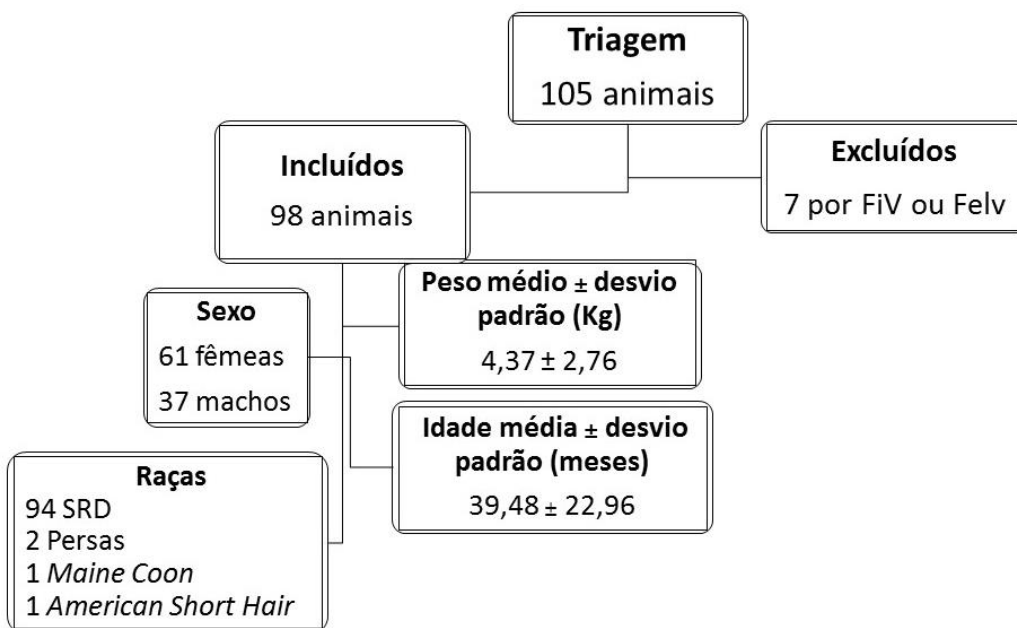 Triagem
105 animais
Incluídos
98 animais
Excluídos
7 por FiV ou Felv
Sexo
61 fêmeas
37 machos
Peso médio ± desvio
padrão (Kg)
4,37 ± 2,76
Idade média ± desvio
padrão (meses)
39,48 ± 22,96
Raças
94 SRD
2 Persas
1 Maine Coon
1 American Short Hair